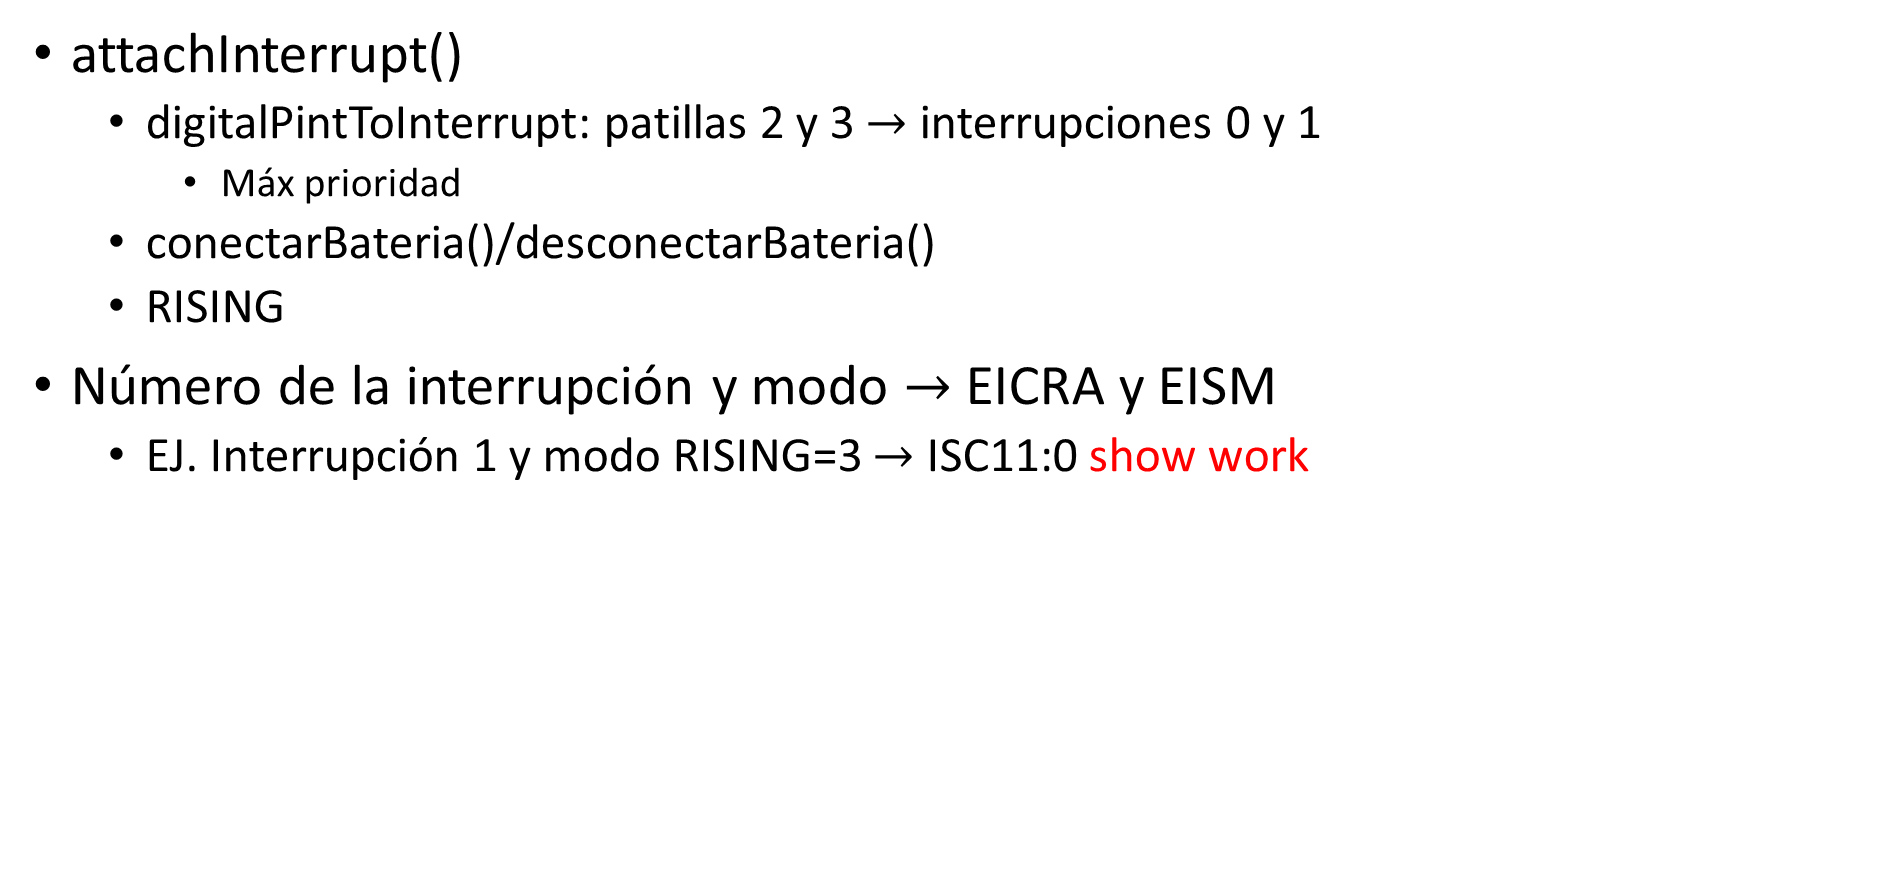 • attachInterrupt()
• digitalPintToInterrupt: patillas 2 y 3 → interrupciones 0 y 1
• Máx prioridad
• conectarBateria()/desconectarBateria()
• RISING
• Número de la interrupción y modo → EICRA y EISM
• EJ. Interrupción 1 y modo RISING=3 → ISC11:0 show work